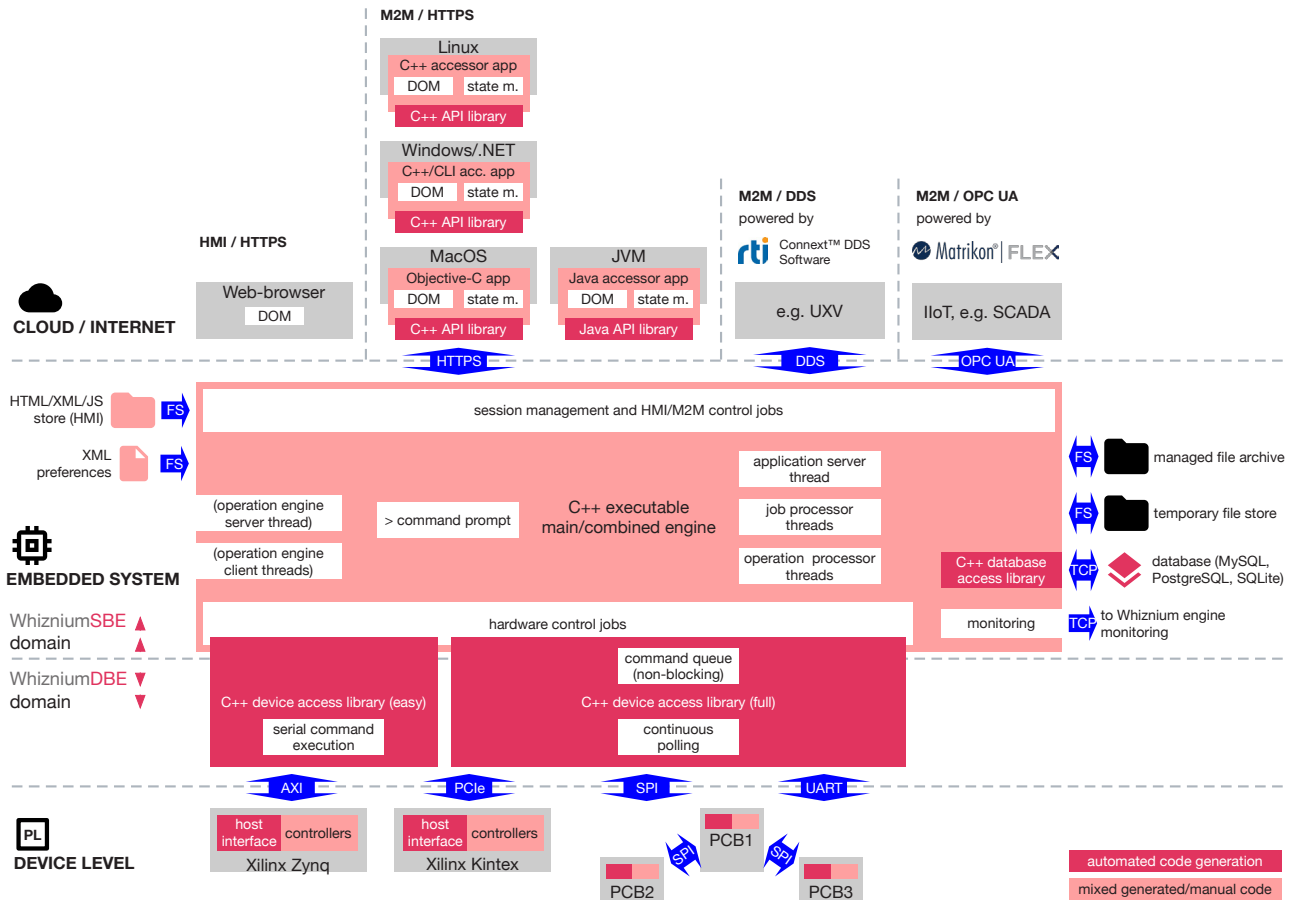 M2M / HTTPS
Linux
C++ accessor app
DOM
state m.
C++ API library
Windows/.NET
C++/CLI acc. app
DOM
state m.
C++ API library
MacOS
Objective-C app
DOM
state m.
C++ API library
JVM
Java accessor app
DOM
state m.
Java API library
M2M / DDS
powered by
rti
Connext™ DDS
Software
e.g. UXV
M2M / OPC UA
powered by
Matrikon® | FLEX
IIoT, e.g. SCADA
HMI / HTTPS
Web-browser
DOM
CLOUD / INTERNET
HTTPS
DDS
OPC UA
HTML/XML/JS
store (HMI)
FS
XML
preferences
FS
session management and HMI/M2M control jobs
application server
thread
(operation engine
server thread)
> command prompt
C++ executable
main/combined engine
job processor
threads
(operation engine
client threads)
operation processor
threads
C++ database
access library
hardware control jobs
monitoring
FS
managed file archive
FS
temporary file store
TCP
database (MySQL,
PostgreSQL, SQLite)
TCP
to Whiznium engine
monitoring
EMBEDDED SYSTEM
WhizniumSBE
domain
WhizniumDBE
domain
C++ device access library (easy)
serial command
execution
command queue
(non-blocking)
C++ device access library (full)
continuous
polling
AXI
PCIe
SPI
UART
PL
DEVICE LEVEL
host
interface
controllers
Xilinx Zynq
host
interface
controllers
Xilinx Kintex
PCB1
SPI
SPI
PCB2
PCB3
automated code generation
mixed generated/manual code